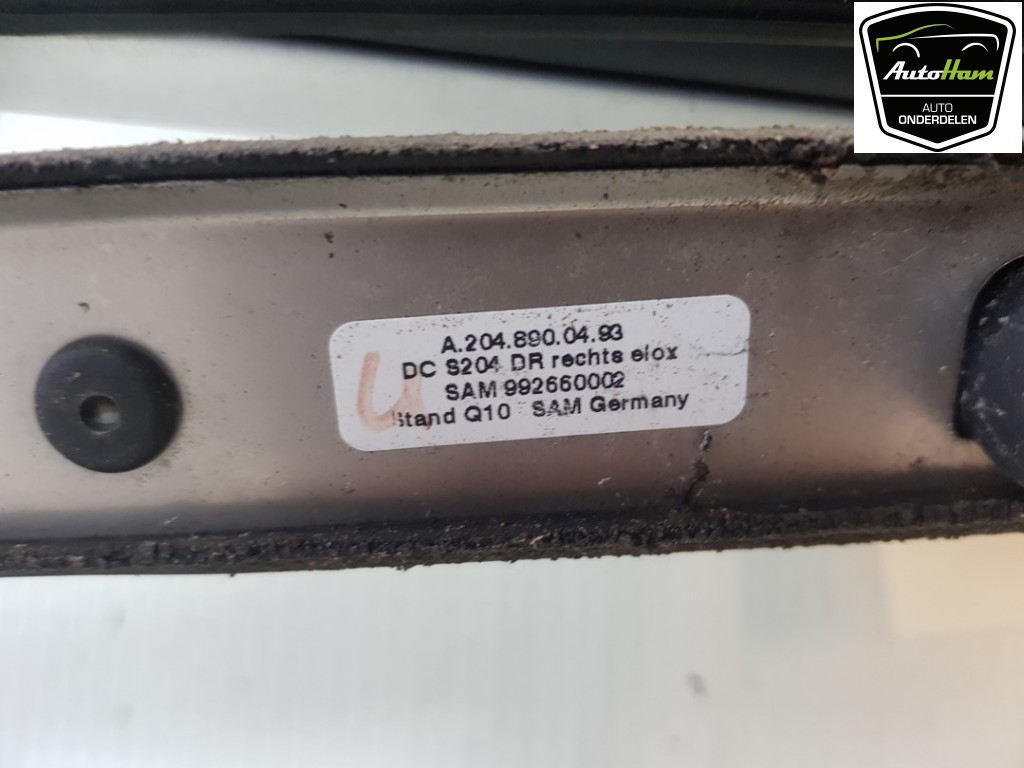 AutoHam
AUTO
ONDERDELEN
A.204.890.04.93
DC S204 DR rechts elox
SAM 992660002
Stand Q10 SAM Germany
U